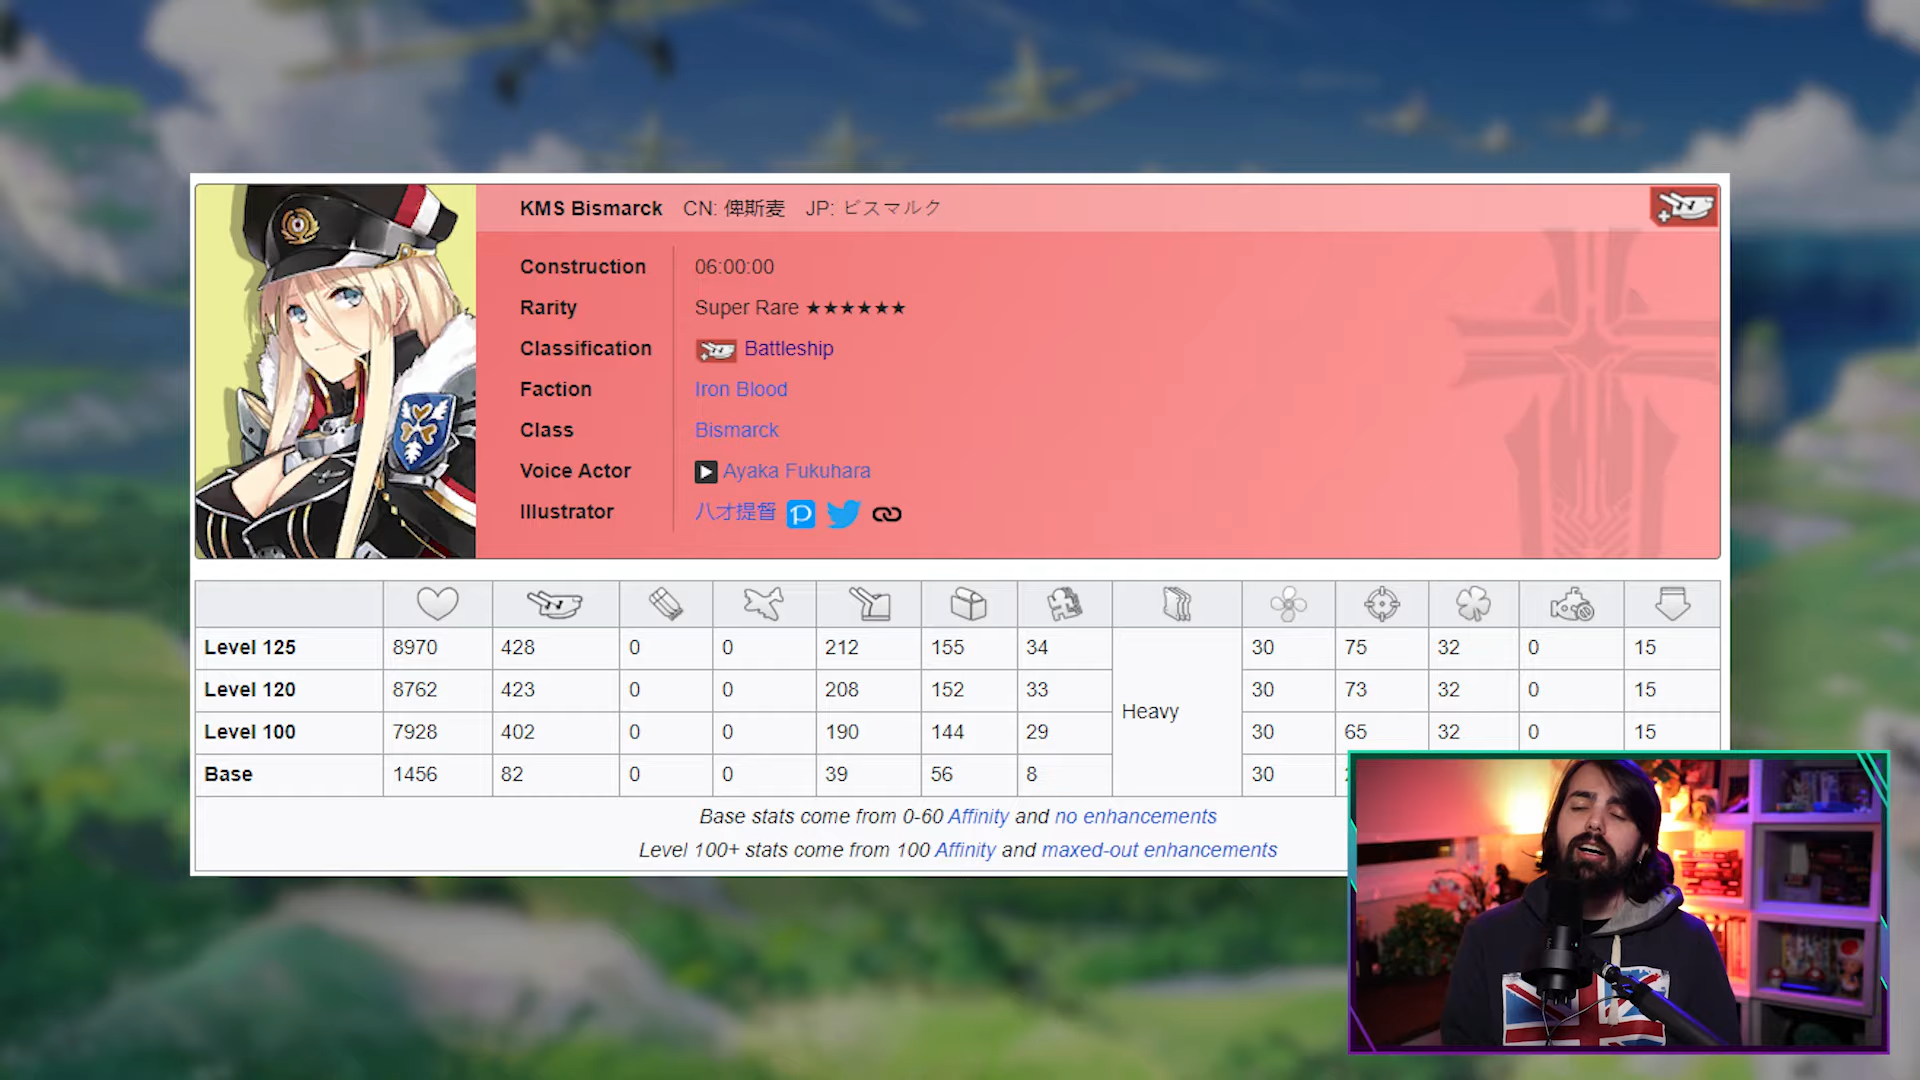 KMS Bismarck CN: 俾斯麦 JP: ビスマルク
Construction 06:00:00
Rarity Super Rare ★★★★★★
Classification Battleship
Faction Iron Blood
Class Bismarck
Voice Actor Ayaka Fukuhara
Illustrator 八才提督
Level 125 8970 428 0 0 212 155 34 30 75 32 0 15
Level 120 8762 423 0 0 208 152 33 30 73 32 0 15
Heavy
Level 100 7928 402 0 0 190 144 29 30 65 32 0 15
Base 1456 82 0 0 39 56 8 30
Base stats come from 0-60 Affinity and no enhancements
Level 100+ stats come from 100 Affinity and maxed-out enhancements